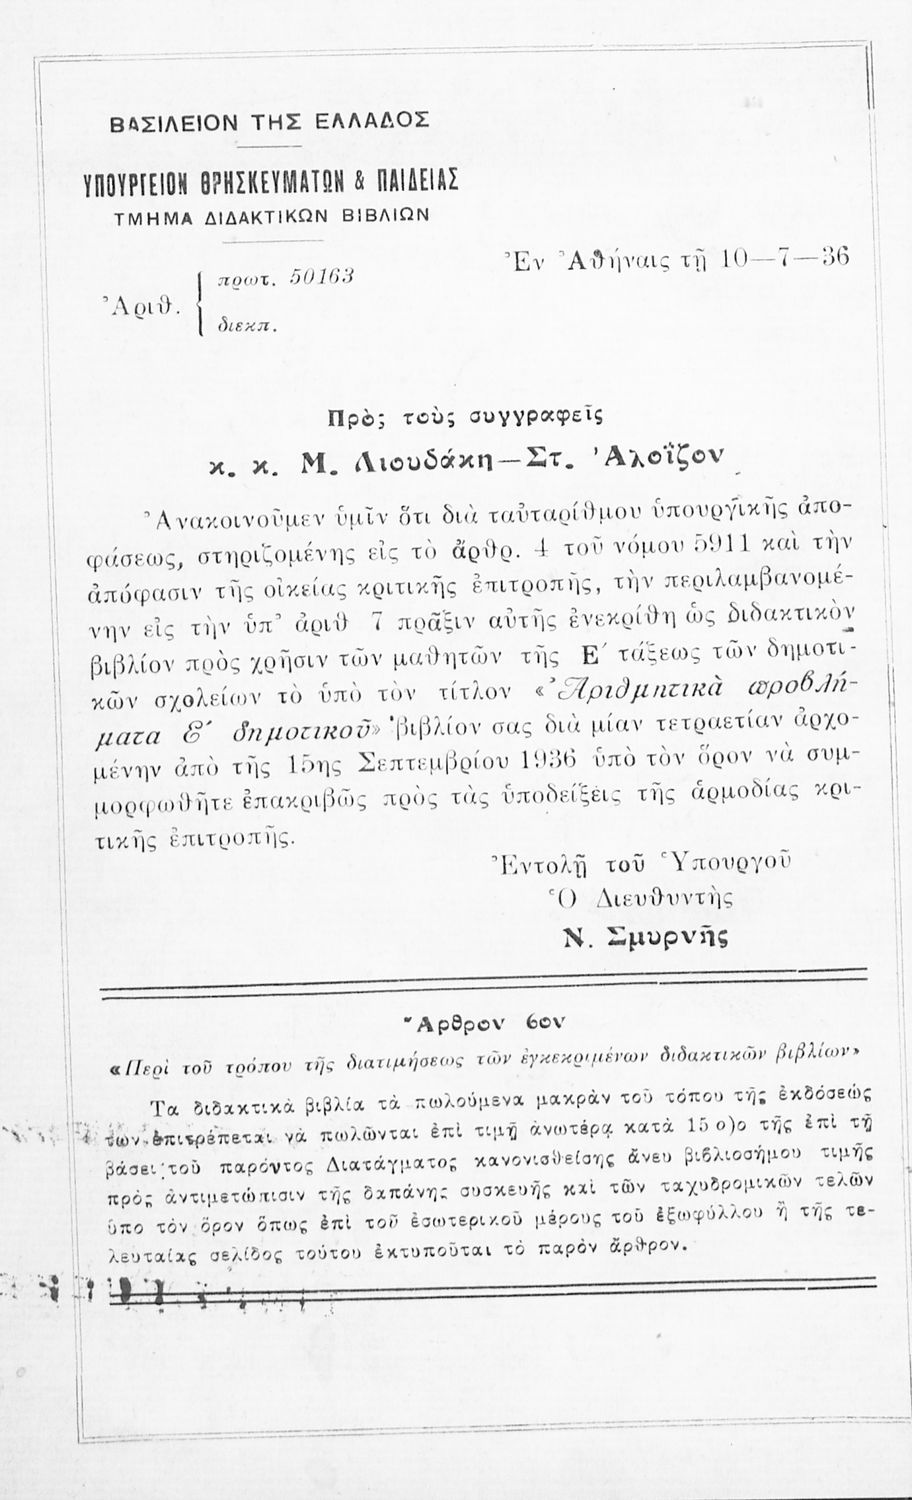 ΒΑΣΙΛΕΙΟΝ ΤΗΣ ΕΛΛΑΔΟΣ
ΥΠΟΥΡΓΕΙΟΝ ΘΡΗΣΚΕΥΜΑΤΩΝ & ΠΑΙΔΕΙΑΣ
ΤΜΗΜΑ ΔΙΔΑΚΤΙΚΩΝ ΒΙΒΛΙΩΝ
Ἐν Ἀθήναις τῇ 10—7—36
Ἀριθ. { πρωτ. 50163
διεκπ.
Πρὸς τοὺς συγγραφεῖς
κ. κ. Μ. Λιουδάκη—Στ. Ἀλοΐζον
Ἀνακοινοῦμεν ὑμῖν ὅτι διὰ ταὐταρίθμου ὑπουργικῆς ἀπο-
φάσεως, στηριζομένης εἰς τὸ ἄρθρ. 4 τοῦ νόμου 5911 καὶ τὴν
ἀπόφασιν τῆς οἰκείας κριτικῆς ἐπιτροπῆς, τὴν περιλαμβανομέ-
νην εἰς τὴν ὑπ' ἀριθ 7 πρᾶξιν αὐτῆς ἐνεκρίθη ὡς διδακτικὸν
βιβλίον πρὸς χρῆσιν τῶν μαθητῶν τῆς Ε΄ τάξεως τῶν δημοτι-
κῶν σχολείων τὸ ὑπὸ τὸν τίτλον «Ἀριθμητικὰ προβλή-
ματα Ε΄ δημοτικοῦ» βιβλίον σας διὰ μίαν τετραετίαν ἀρχο-
μένην ἀπὸ τῆς 15ης Σεπτεμβρίου 1936 ὑπὸ τὸν ὅρον νὰ συμ-
μορφωθῆτε ἐπακριβῶς πρὸς τὰς ὑποδείξεις τῆς ἁρμοδίας κρι-
τικῆς ἐπιτροπῆς.
Ἐντολῇ τοῦ Ὑπουργοῦ
Ὁ Διευθυντὴς
Ν. Σμυρνῆς
Ἄρθρον 6ον
«Περὶ τοῦ τρόπου τῆς διατιμήσεως τῶν ἐγκεκριμένων διδακτικῶν βιβλίων»
Τα διδακτικὰ βιβλία τὰ πωλούμενα μακρὰν τοῦ τόπου τῆς ἐκδόσεώς
των ἐπιτρέπεται νὰ πωλῶνται ἐπὶ τιμῇ ἀνωτέρᾳ κατὰ 15 ο)ο τῆς ἐπὶ τῇ
βάσει τοῦ παρόντος Διατάγματος κανονισθείσης ἄνευ βιβλιοσήμου τιμῆς
πρὸς ἀντιμετώπισιν τῆς δαπάνης συσκευῆς καὶ τῶν ταχυδρομικῶν τελῶν
ὑπο τὸν ὅρον ὅπως ἐπὶ τοῦ ἐσωτερικοῦ μέρους τοῦ ἐξωφύλλου ἢ τῆς τε-
λευταίας σελίδος τούτου ἐκτυποῦται τὸ παρὸν ἄρθρον.